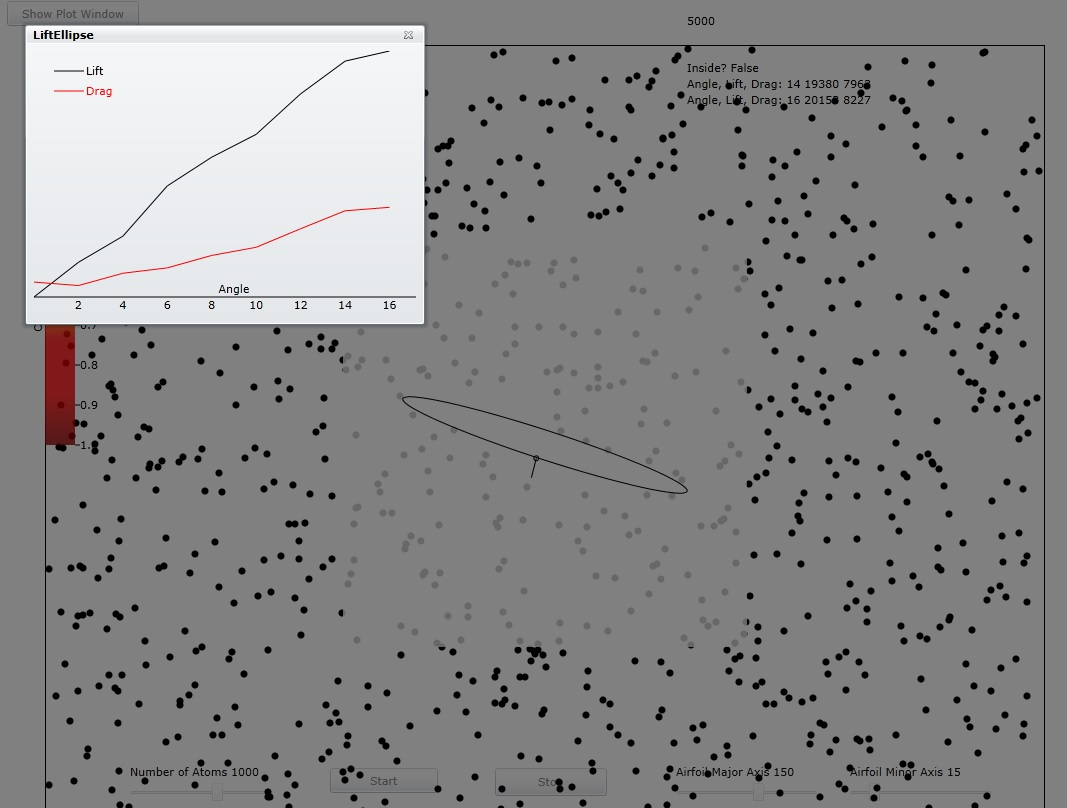 Show Plot Window
5000
LiftEllipse
Lift
Drag
Angle
2 4 6 8 10 12 14 16
Inside? False
Angle, Lift, Drag: 14 19380 7963
Angle, Lift, Drag: 16 20153 8227
-0.8
-0.9
Number of Atoms 1000
Start
Airfoil Major Axis 150
Airfoil Minor Axis 15